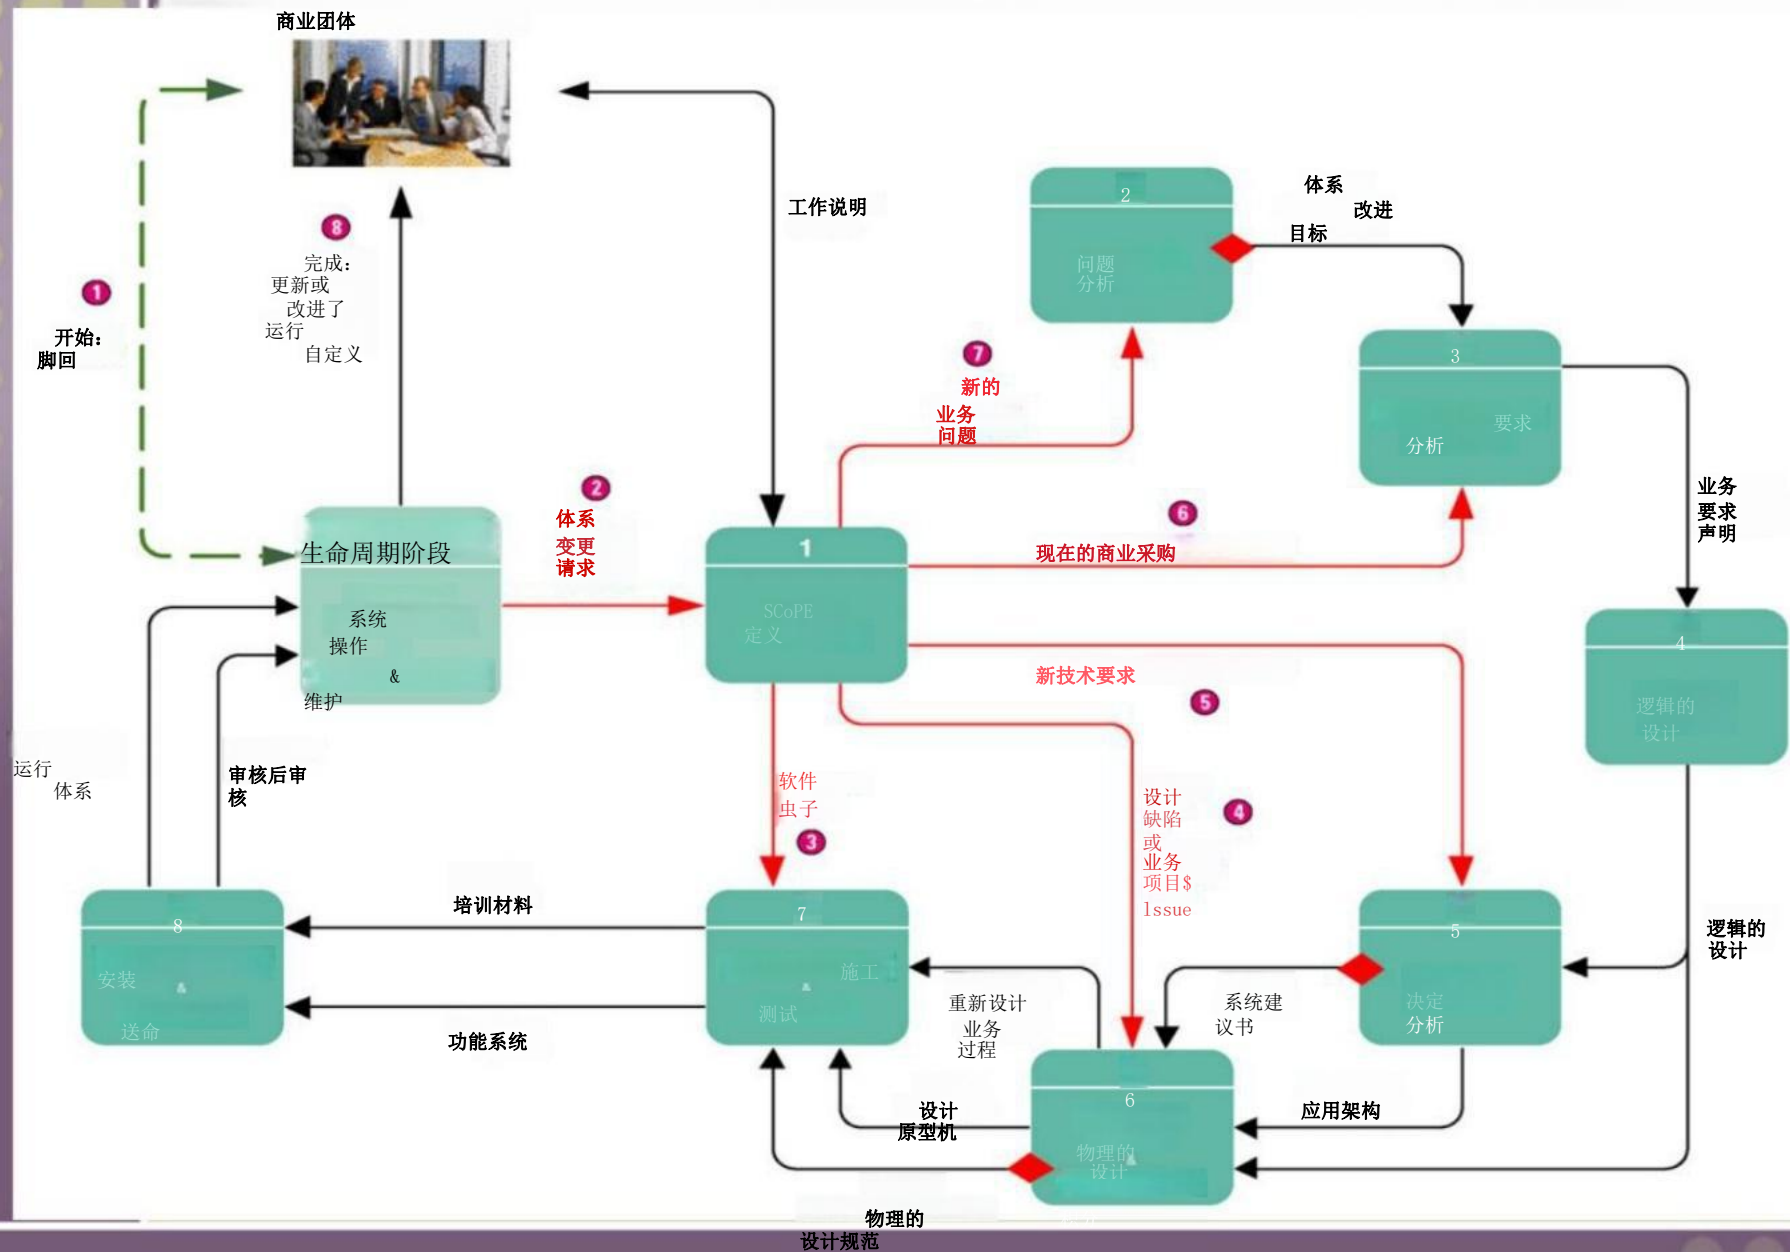 商业团体
工作说明
8
完成：
更新或
改进了
运行
自定义
1
开始：
脚回
2
问题
分析
体系
改进
目标
7
新的
业务
问题
3
要求
分析
业务
要求
声明
2
体系
变更
请求
6
现在的商业采购
生命周期阶段
系统
操作
&
维护
1
SCoPE
定义
新技术要求
5
4
逻辑的
设计
运行
体系
审核后审
核
软件
虫子
3
设计
缺陷
或
业务
项目$
lssue
4
8
安装
&
送命
培训材料
功能系统
7
施工
&
测试
重新设计
业务
过程
系统建
议书
5
决定
分析
逻辑的
设计
设计
原型机
6
物理的
&
设计
应用架构
物理的
设计规范